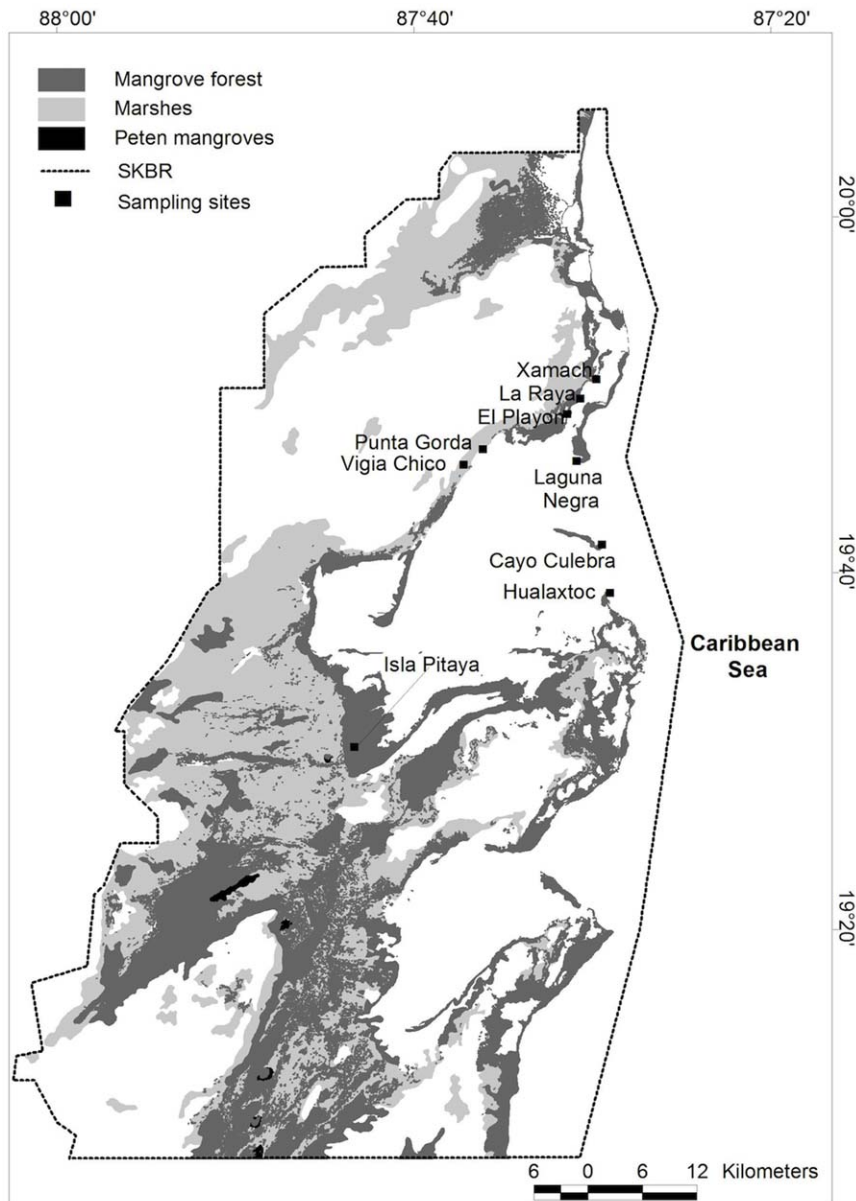 88°00'
87°40'
87°20'
Mangrove forest
Marshes
Peten mangroves
SKBR
Sampling sites
20°00'
Xamach
La Raya
El Playon
Punta Gorda
Vigia Chico
Laguna
Negra
Cayo Culebra
19°40'
Hualaxtoc
Caribbean
Sea
Isla Pitaya
19°20'
6 0 6 12 Kilometers